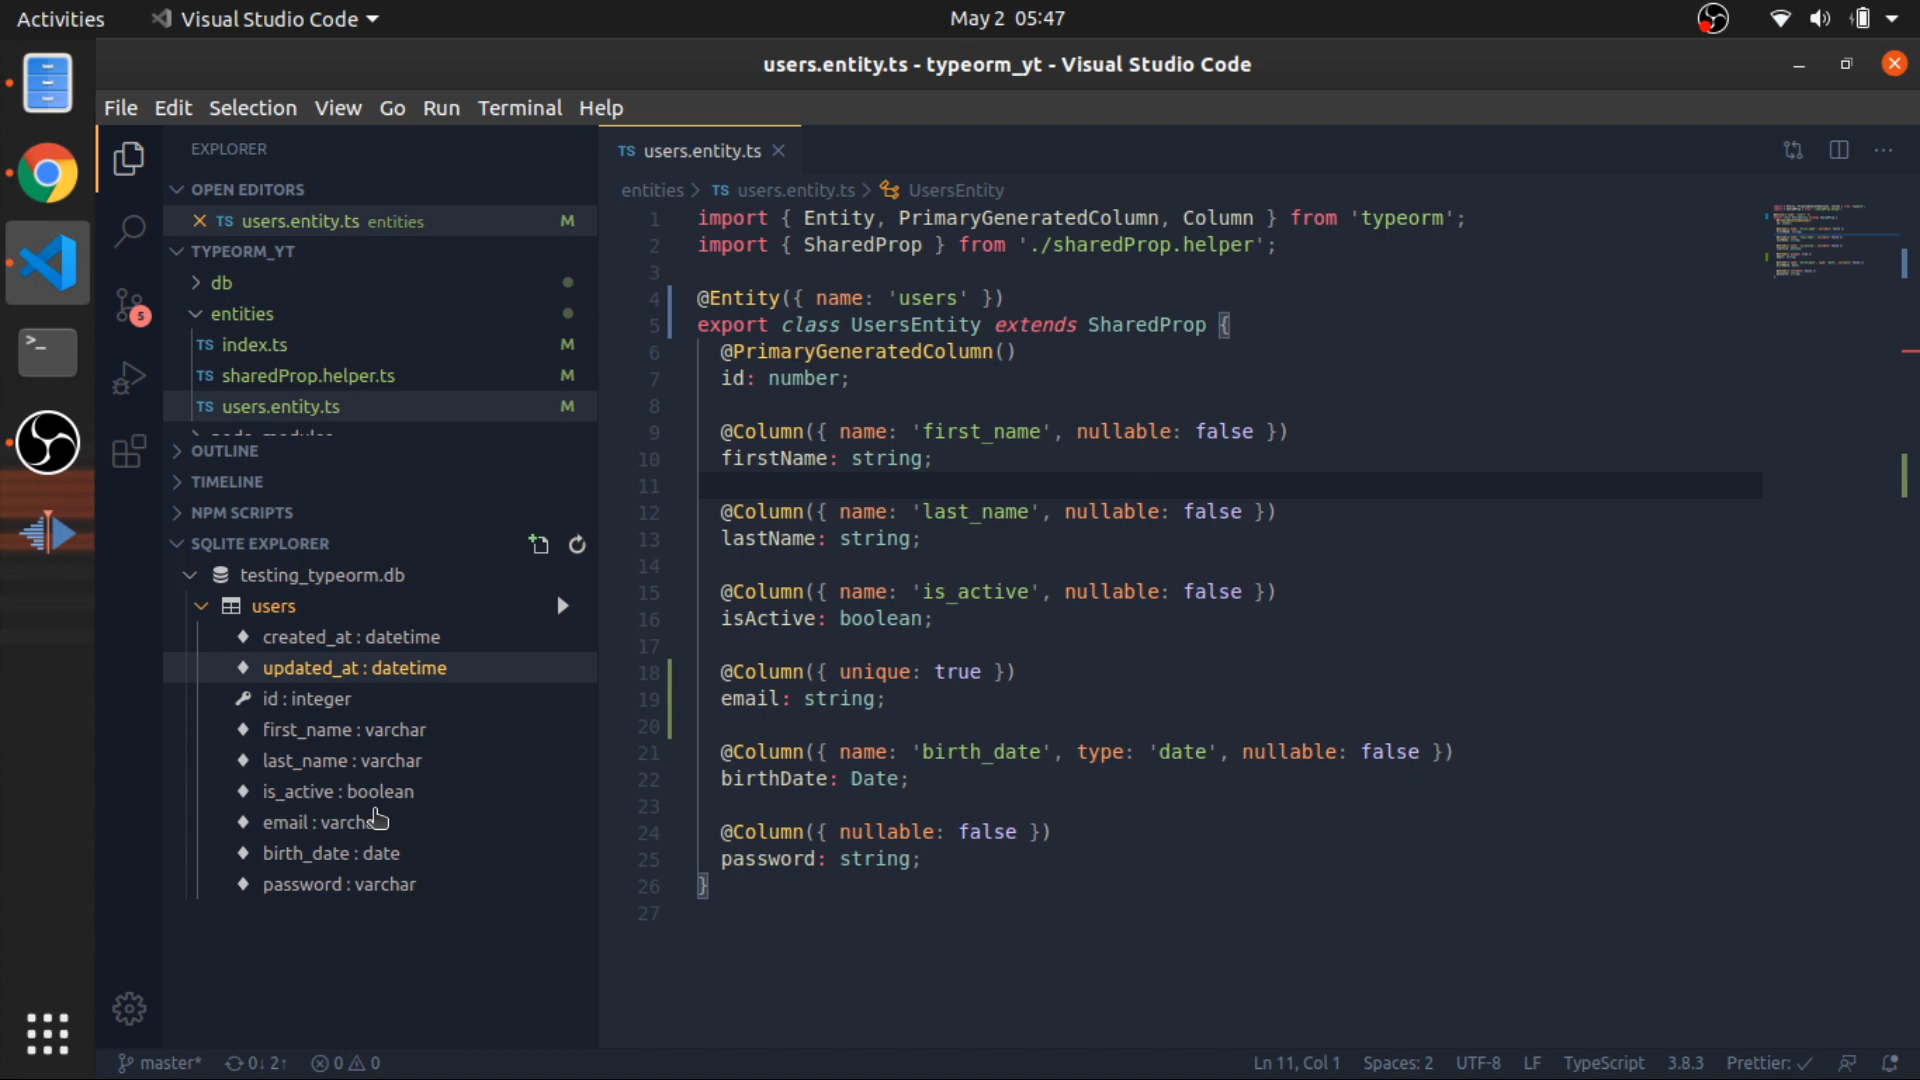 Activities
Visual Studio Code
May 2 05:47
users.entity.ts - typeorm_yt - Visual Studio Code
File Edit Selection View Go Run Terminal Help
EXPLORER
OPEN EDITORS
TS users.entity.ts entities M
TYPEORM_YT
db
entities
TS index.ts M
TS sharedProp.helper.ts M
TS users.entity.ts M
OUTLINE
TIMELINE
NPM SCRIPTS
SQLITE EXPLORER
testing_typeorm.db
users
created_at : datetime
updated_at : datetime
id : integer
first_name : varchar
last_name : varchar
is_active : boolean
email :
birth_date : date
password : varchar
5
TS users.entity.ts
entities > TS users.entity.ts > UsersEntity
1 import { Entity, PrimaryGeneratedColumn, Column } from 'typeorm';
2 import { SharedProp } from './sharedProp.helper';
3
4 @Entity({ name: 'users' })
5 export class UsersEntity extends SharedProp {
6 @PrimaryGeneratedColumn()
7 id: number;
8
9 @Column({ name: 'first_name', nullable: false })
10 firstName: string;
11
12 @Column({ name: 'last_name', nullable: false })
13 lastName: string;
14
15 @Column({ name: 'is_active', nullable: false })
16 isActive: boolean;
17
18 @Column({ unique: true })
19 email: string;
20
21 @Column({ name: 'birth_date', type: 'date', nullable: false })
22 birthDate: Date;
23
24 @Column({ nullable: false })
25 password: string;
26 }
27
master* 0↓ 2↑ 0 0
Ln 11, Col 1 Spaces: 2 UTF-8 LF TypeScript 3.8.3 Prettier: ✓